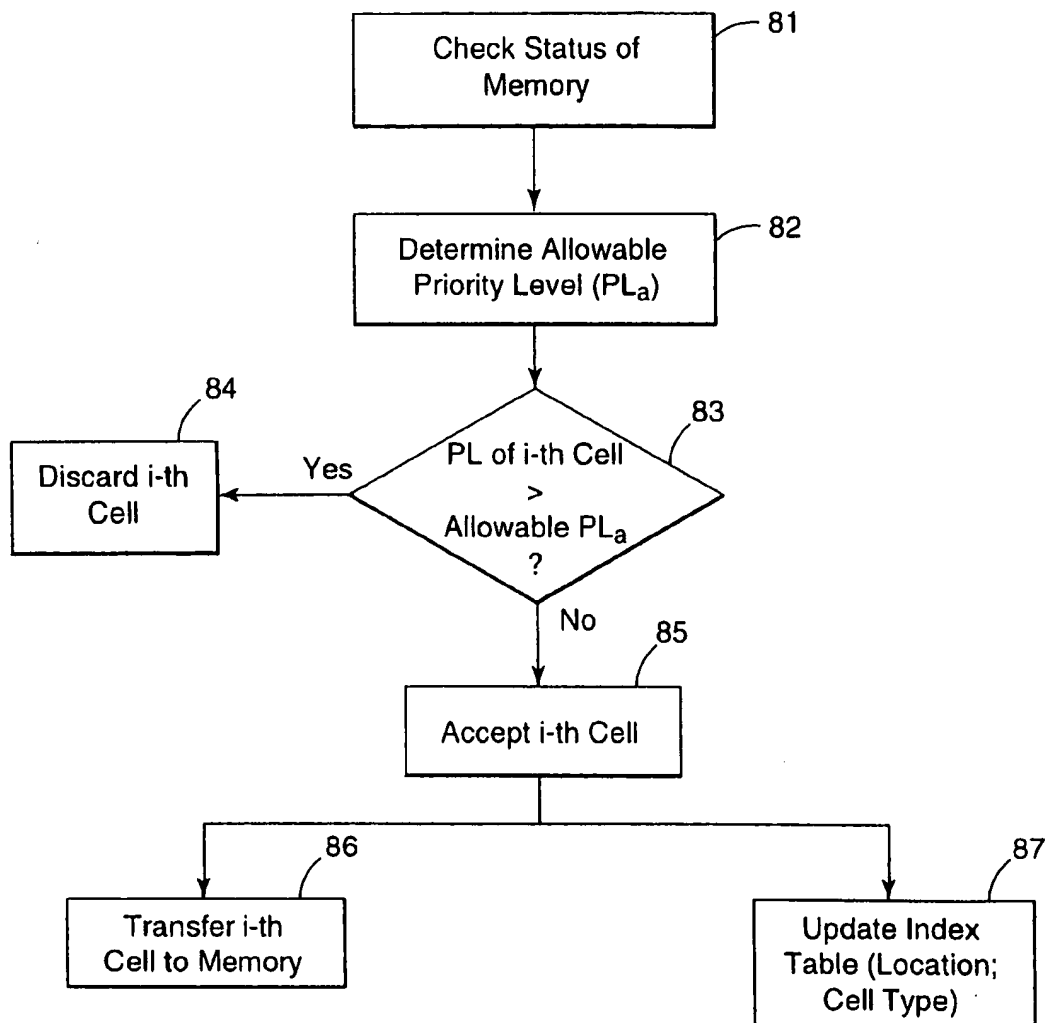 81
Check Status of
Memory
82
Determine Allowable
Priority Level (PLa)
84
83
Discard i-th
Cell
Yes
PL of i-th Cell
>
Allowable PLa
?
No
85
Accept i-th Cell
86
87
Transfer i-th
Cell to Memory
Update Index
Table (Location;
Cell Type)